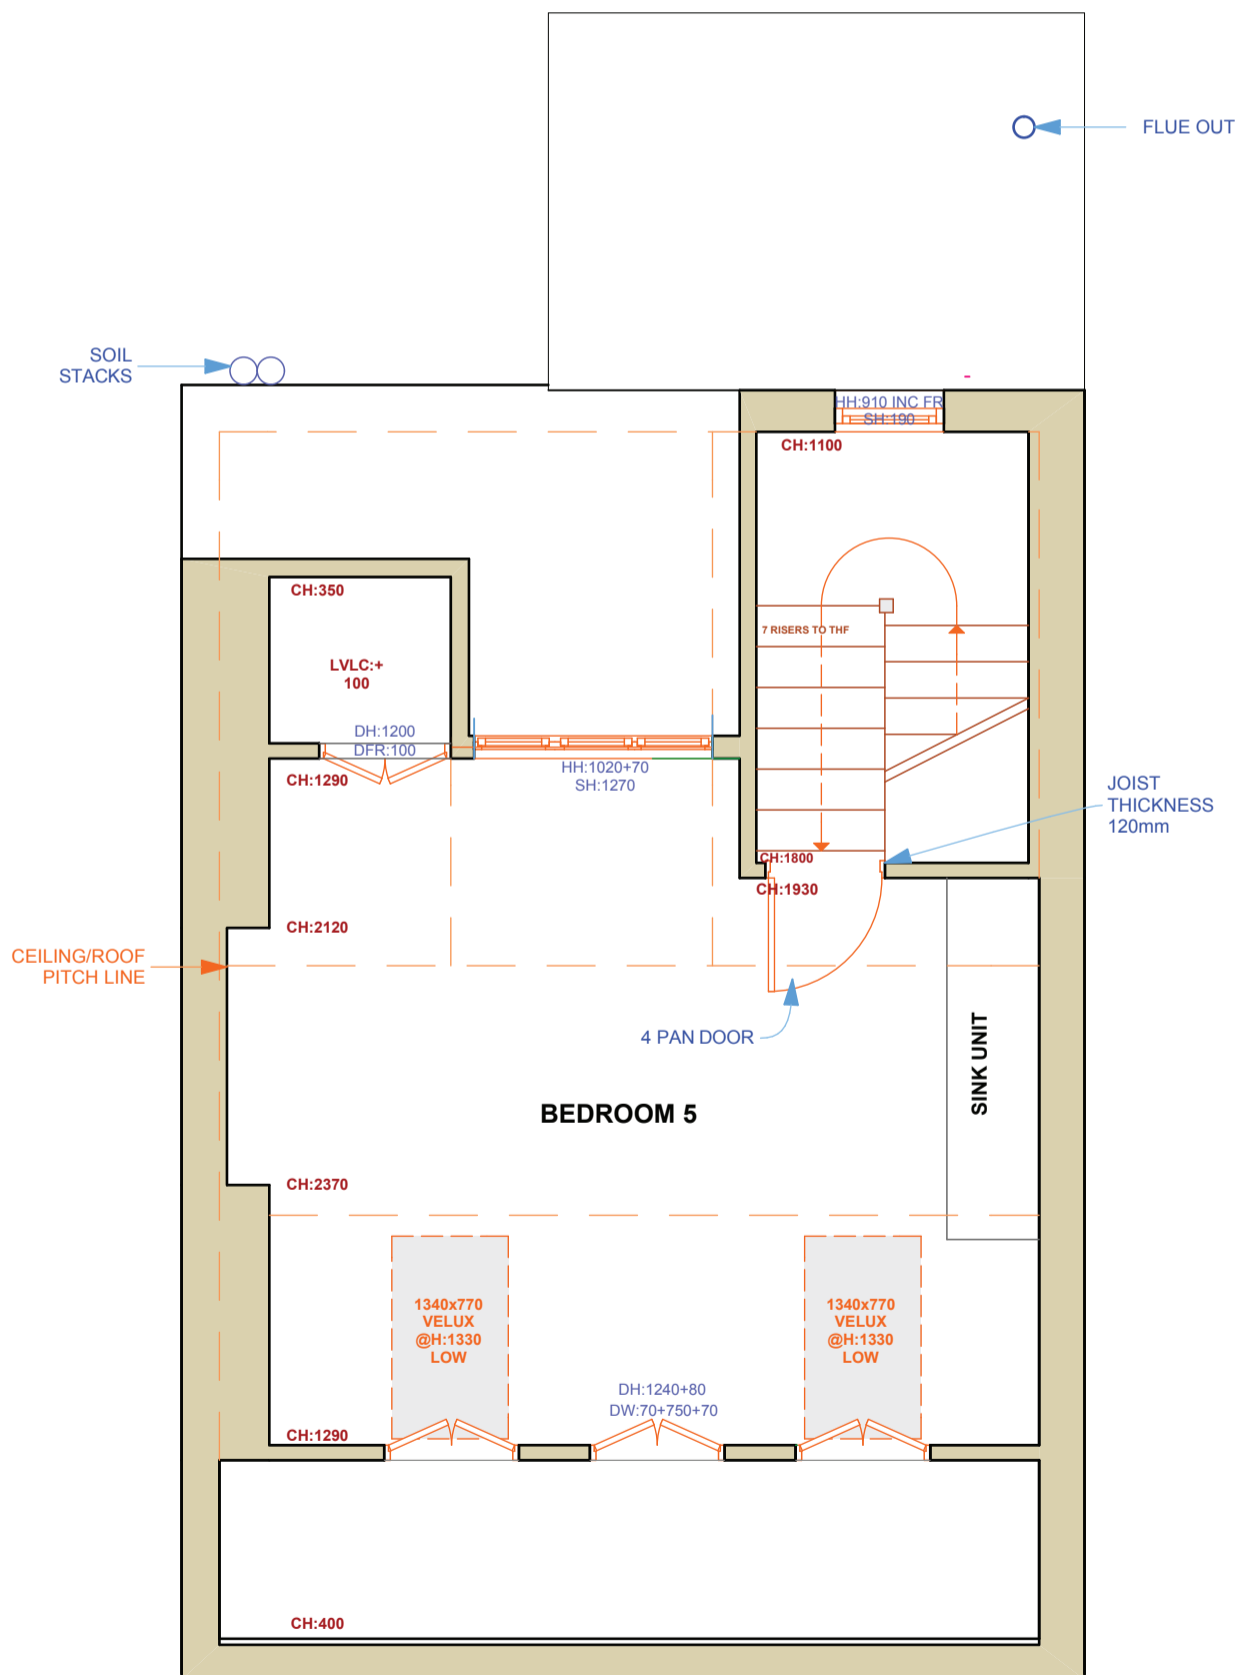 FLUE OUT
SOIL
STACKS
HH:910 INC FR
SH:190
CH:1100
CH:350
7 RISERS TO THF
LVLC:+
100
DH:1200
DFR:100
HH:1020+70
SH:1270
CH:1290
JOIST
THICKNESS
120mm
CH:1800
CH:1930
CH:2120
CEILING/ROOF
PITCH LINE
4 PAN DOOR
SINK UNIT
BEDROOM 5
CH:2370
1340x770
VELUX
@H:1330
LOW
1340x770
VELUX
@H:1330
LOW
DH:1240+80
DW:70+750+70
CH:1290
CH:400